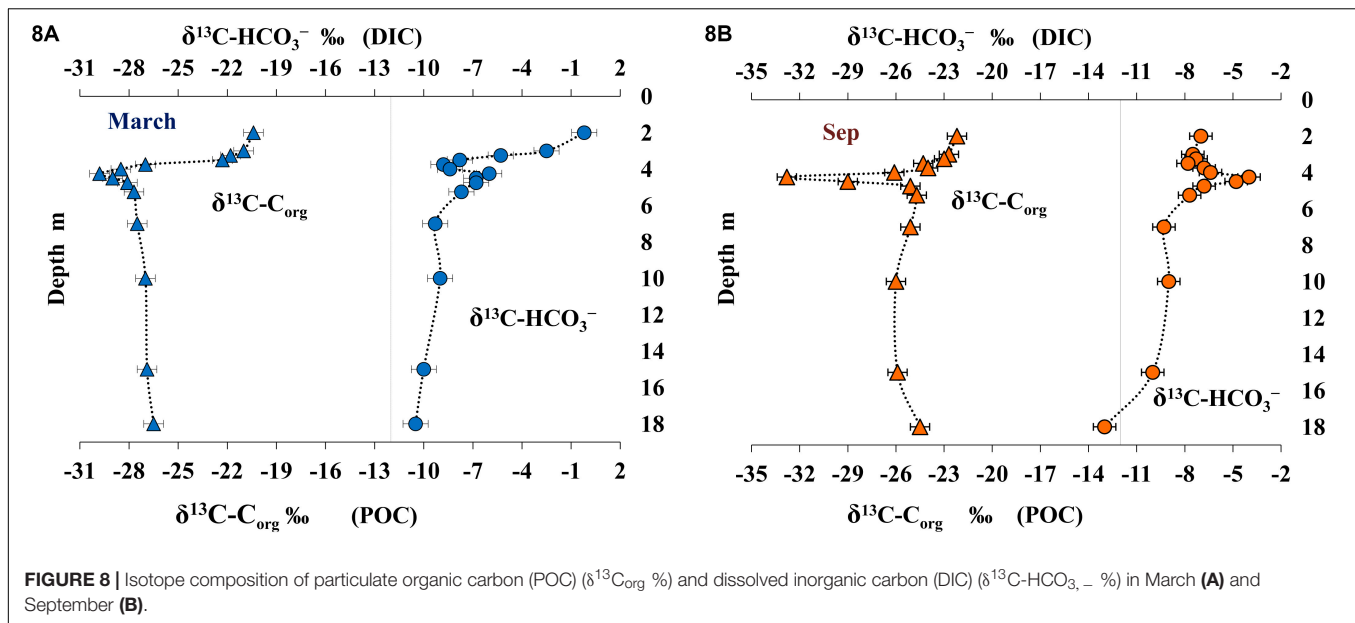 8A
δ¹³C-HCO₃⁻ ‰ (DIC)
-31 -28 -25 -22 -19 -16 -13 -10 -7 -4 -1 2
March
δ¹³C-Corg
δ¹³C-HCO₃⁻
Depth m
0
2
4
6
8
10
12
14
16
18
-31 -28 -25 -22 -19 -16 -13 -10 -7 -4 -1 2
δ¹³C-Corg ‰ (POC)
8B
δ¹³C-HCO₃⁻ ‰ (DIC)
-35 -32 -29 -26 -23 -20 -17 -14 -11 -8 -5 -2
Sep
δ¹³C-Corg
δ¹³C-HCO₃⁻
Depth m
0
2
4
6
8
10
12
14
16
18
-35 -32 -29 -26 -23 -20 -17 -14 -11 -8 -5 -2
δ¹³C-Corg ‰ (POC)
FIGURE 8 | Isotope composition of particulate organic carbon (POC) (δ¹³Corg %) and dissolved inorganic carbon (DIC) (δ¹³C-HCO₃, _ %) in March (A) and
September (B).